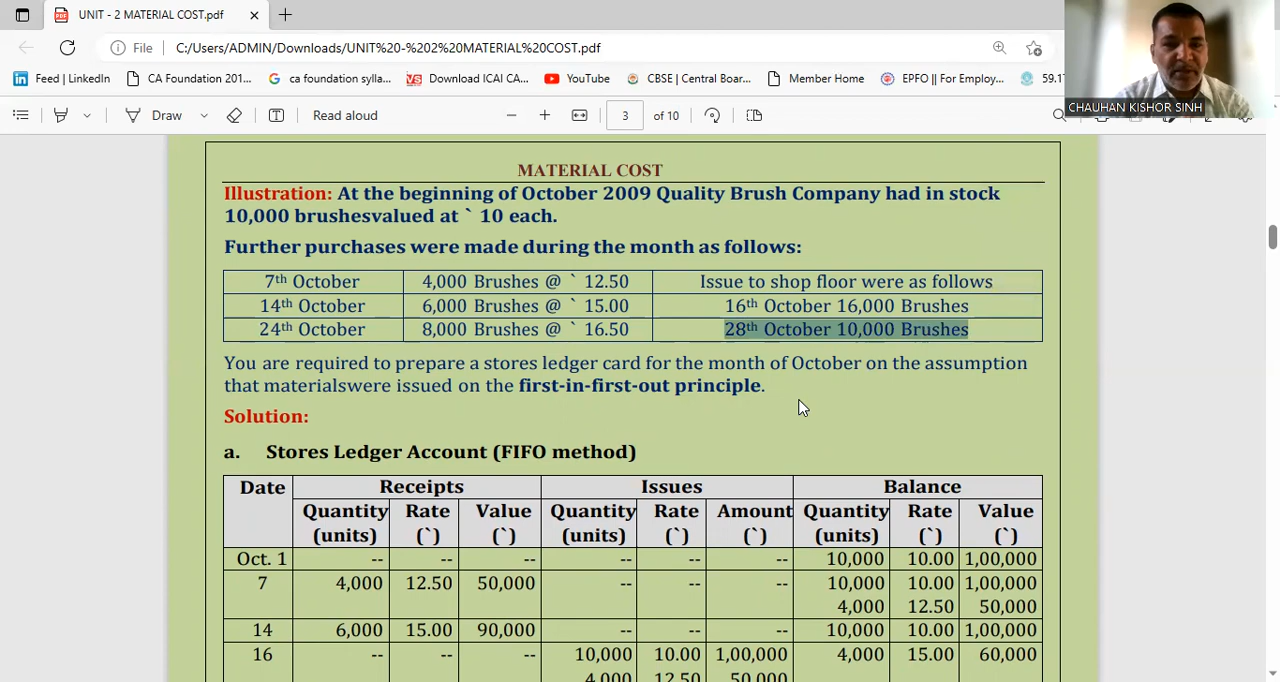 UNIT - 2 MATERIAL COST.pdf
File C:/Users/ADMIN/Downloads/UNIT%20-%202%20MATERIAL%20COST.pdf
Feed | LinkedIn CA Foundation 201... ca foundation sylla... Download ICAI CA... YouTube CBSE | Central Boar... Member Home EPFO || For Employ... 59.1
CHAUHAN KISHOR SINH
Draw Read aloud 3 of 10
MATERIAL COST
Illustration: At the beginning of October 2009 Quality Brush Company had in stock
10,000 brushesvalued at ` 10 each.
Further purchases were made during the month as follows:
7th October 4,000 Brushes @ ` 12.50 Issue to shop floor were as follows
14th October 6,000 Brushes @ ` 15.00 16th October 16,000 Brushes
24th October 8,000 Brushes @ ` 16.50 28th October 10,000 Brushes
You are required to prepare a stores ledger card for the month of October on the assumption
that materialswere issued on the first-in-first-out principle.
Solution:
a. Stores Ledger Account (FIFO method)
Date Receipts Issues Balance
Quantity Rate Value Quantity Rate Amount Quantity Rate Value
(units) (`) (`) (units) (`) (`) (units) (`) (`)
Oct. 1 -- -- -- -- -- -- 10,000 10.00 1,00,000
7 4,000 12.50 50,000 -- -- -- 10,000 10.00 1,00,000
4,000 12.50 50,000
14 6,000 15.00 90,000 -- -- -- 10,000 10.00 1,00,000
16 -- -- -- 10,000 10.00 1,00,000 4,000 15.00 60,000
4,000 12.50 50,000